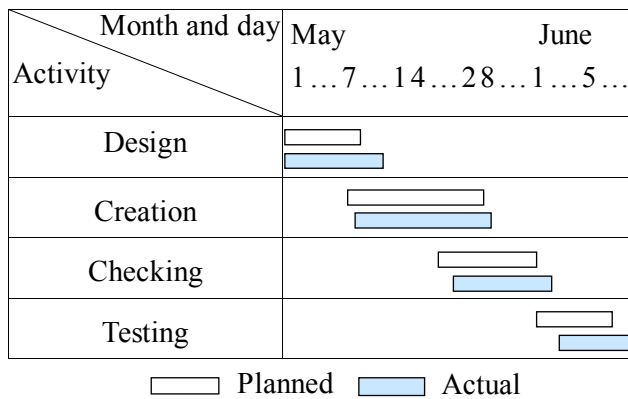 Month and day
May June
Activity
1...7...14...28...1...5...
Design
Creation
Checking
Testing
Planned Actual